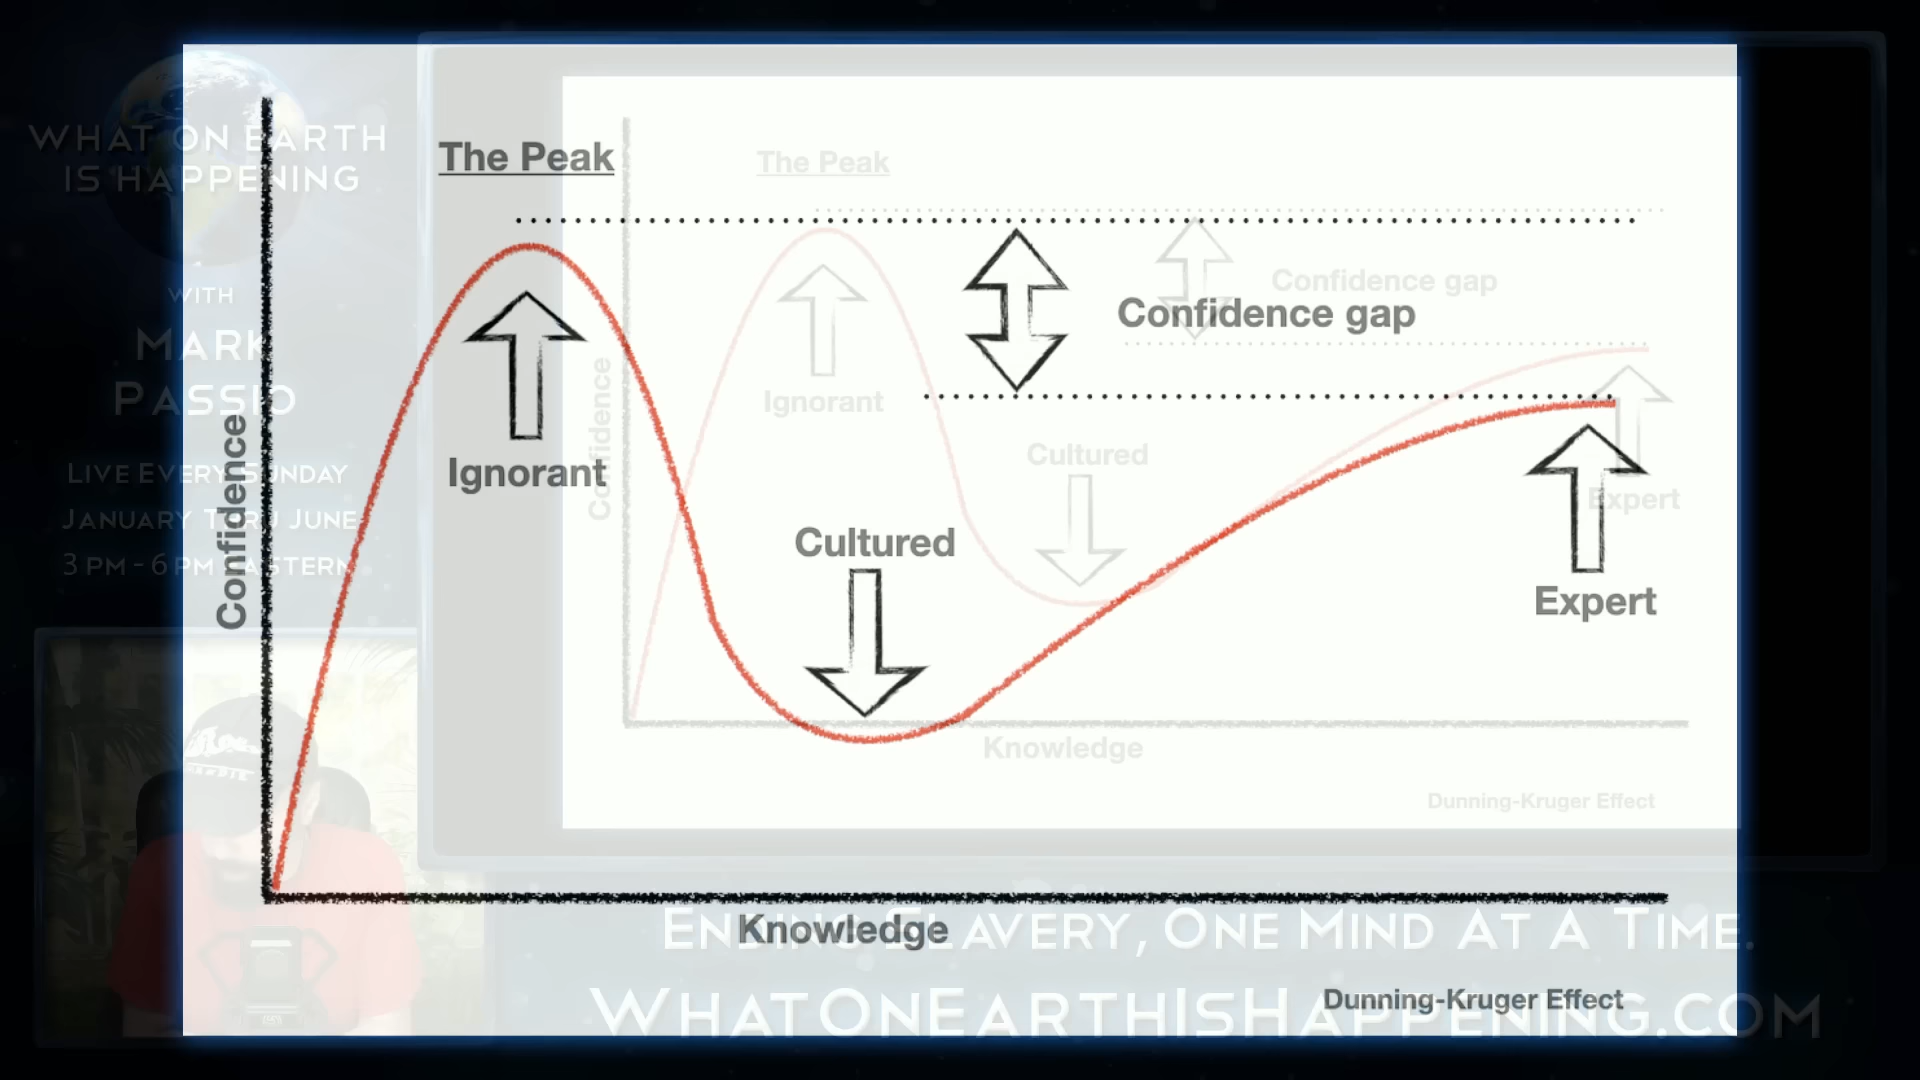 WHAT ON EARTH
IS HAPPENING
WITH
MARK
PASSIO
LIVE EVERY SUNDAY
JANUARY THRU JUNE
3 PM - 6 PM EASTERN
The Peak
Confidence gap
Ignorant
Cultured
Expert
Confidence
Knowledge
Dunning-Kruger Effect
The Peak
Confidence gap
Ignorant
Cultured
Expert
Confidence
Knowledge
Dunning-Kruger Effect
ENDING SLAVERY, ONE MIND AT A TIME.
WHATONEARTHISHAPPENING.COM